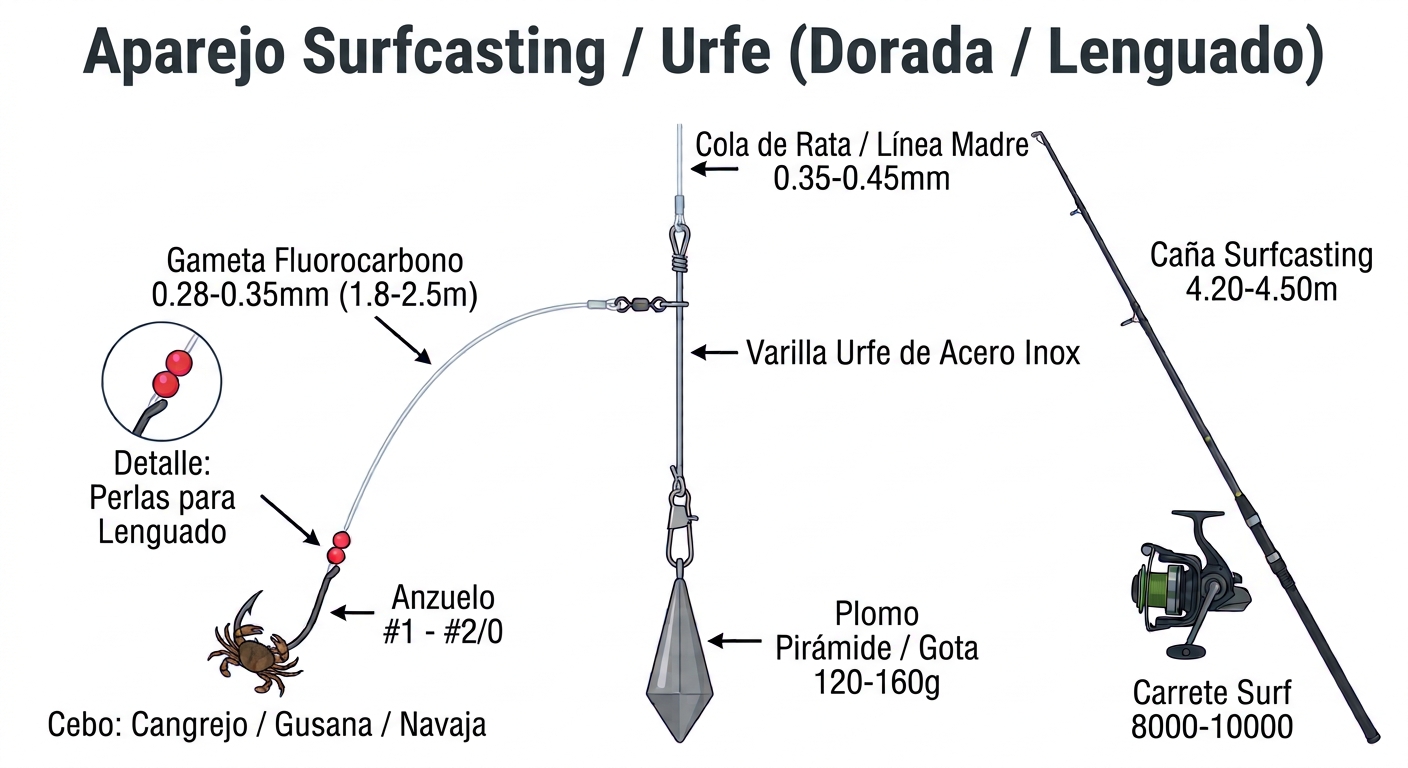 Aparejo Surfcasting / Urfe (Dorada / Lenguado)
Cola de Rata / Línea Madre
0.35-0.45mm
Gameta Fluorocarbono
0.28-0.35mm (1.8-2.5m)
Caña Surfcasting
4.20-4.50m
Varilla Urfe de Acero Inox
Detalle:
Perlas para
Lenguado
Anzuelo
#1 - #2/0
Plomo
Pirámide / Gota
120-160g
Carrete Surf
8000-10000
Cebo: Cangrejo / Gusana / Navaja